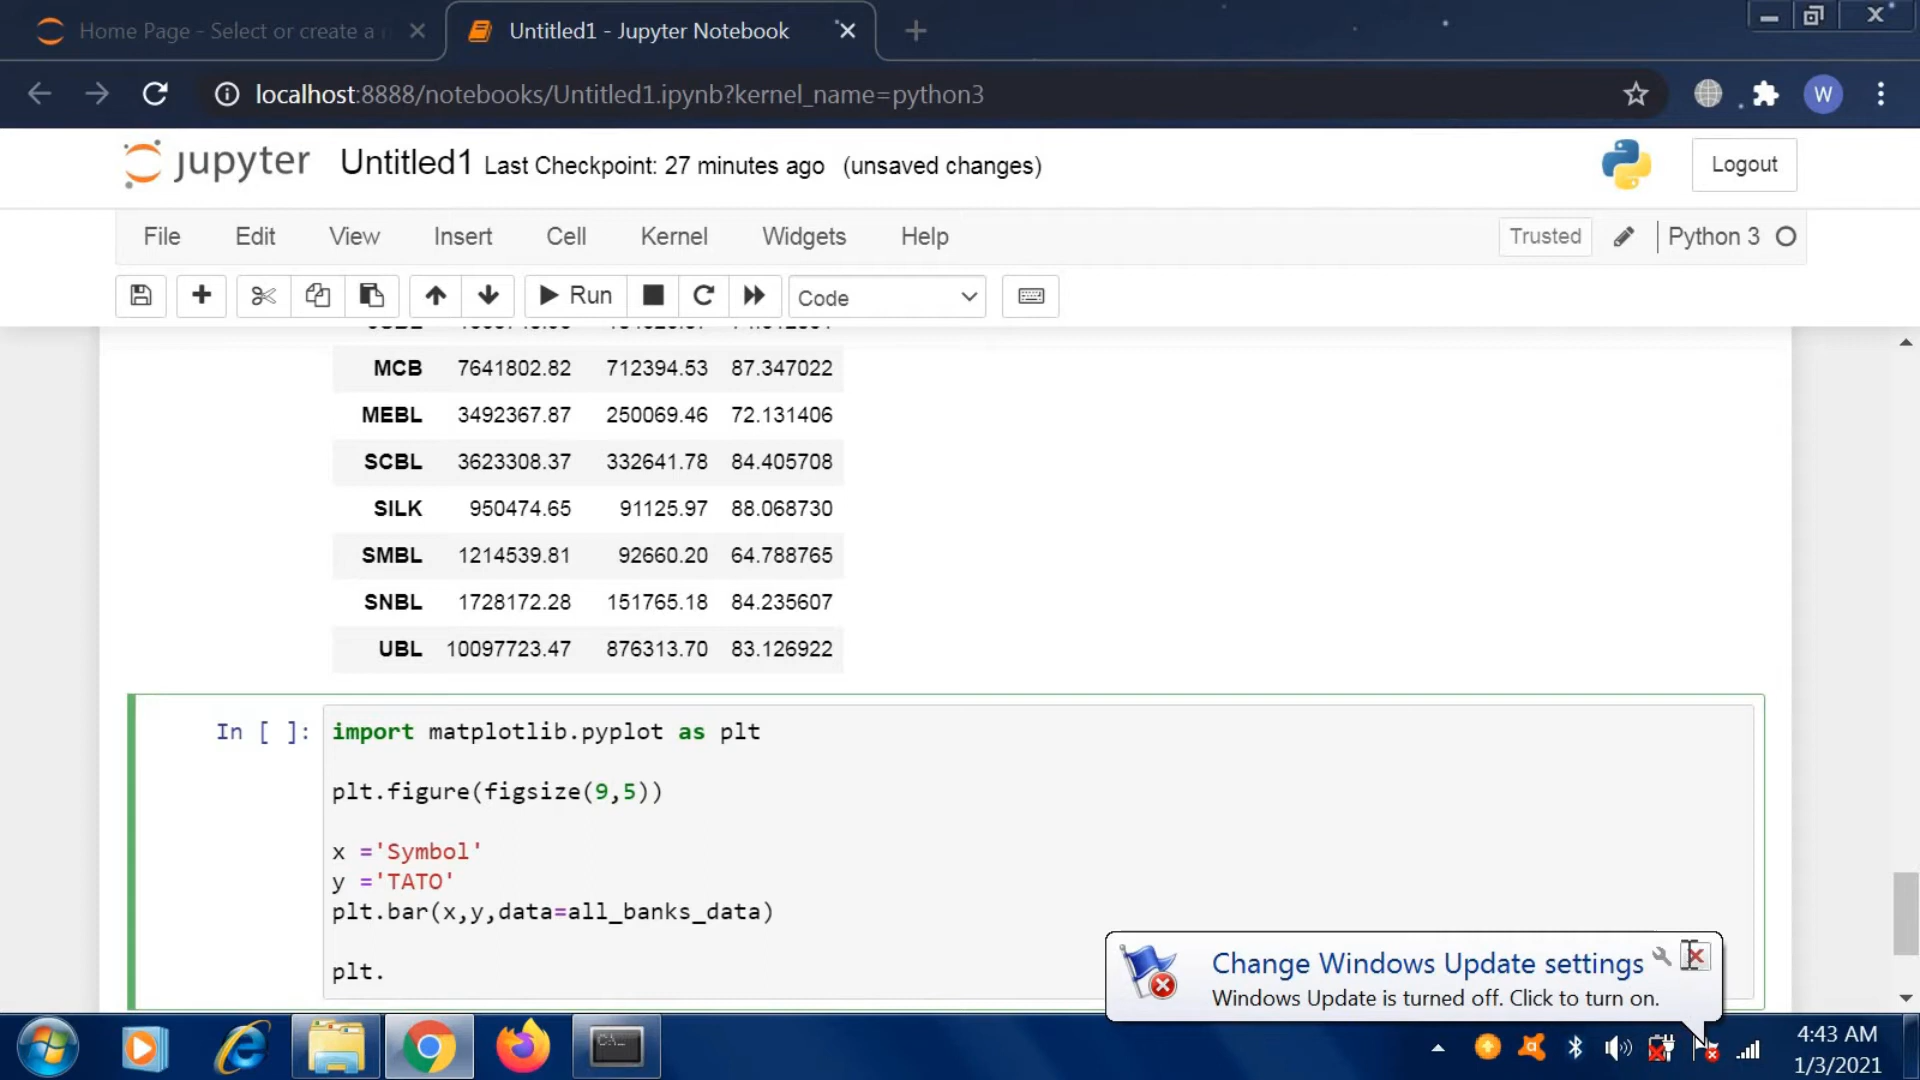 Home Page - Select or create a n
Untitled1 - Jupyter Notebook
localhost:8888/notebooks/Untitled1.ipynb?kernel_name=python3
W
jupyter Untitled1 Last Checkpoint: 27 minutes ago (unsaved changes)
Logout
File Edit View Insert Cell Kernel Widgets Help
Trusted Python 3
Run Code
MCB 7641802.82 712394.53 87.347022
MEBL 3492367.87 250069.46 72.131406
SCBL 3623308.37 332641.78 84.405708
SILK 950474.65 91125.97 88.068730
SMBL 1214539.81 92660.20 64.788765
SNBL 1728172.28 151765.18 84.235607
UBL 10097723.47 876313.70 83.126922
In [ ]: import matplotlib.pyplot as plt
plt.figure(figsize(9,5))
x ='Symbol'
y ='TATO'
plt.bar(x,y,data=all_banks_data)
plt.
Change Windows Update settings
Windows Update is turned off. Click to turn on.
4:43 AM
1/3/2021